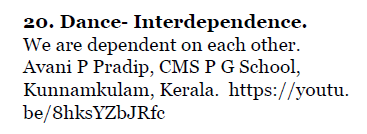 20. Dance- Interdependence.
We are dependent on each other.
Avani P Pradip, CMS P G School,
Kunnamkulam, Kerala.  https://youtu.
be/8hksYZbJRfc